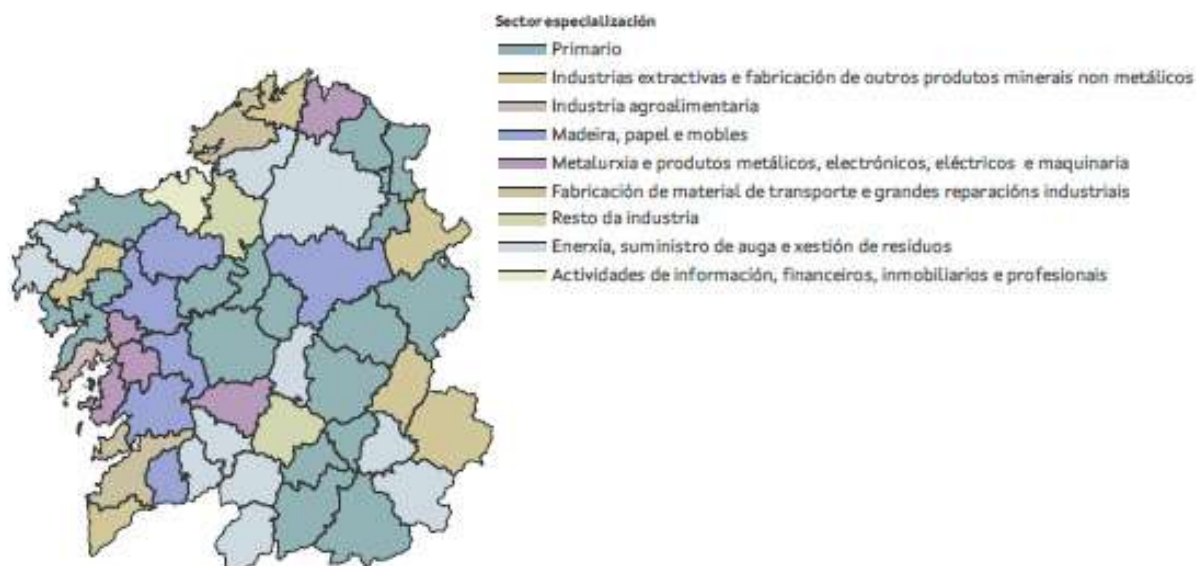 Sector especialización
Primario
Industrias extractivas e fabricación de outros produtos minerais non metálicos
Industria agroalimentaria
Madeira, papel e mobles
Metalurxia e produtos metálicos, electrónicos, eléctricos e maquinaria
Fabricación de material de transporte e grandes reparacións industriais
Resto da industria
Enerxía, suministro de auga e xestión de residuos
Actividades de información, financeiros, inmobiliarios e profesionais